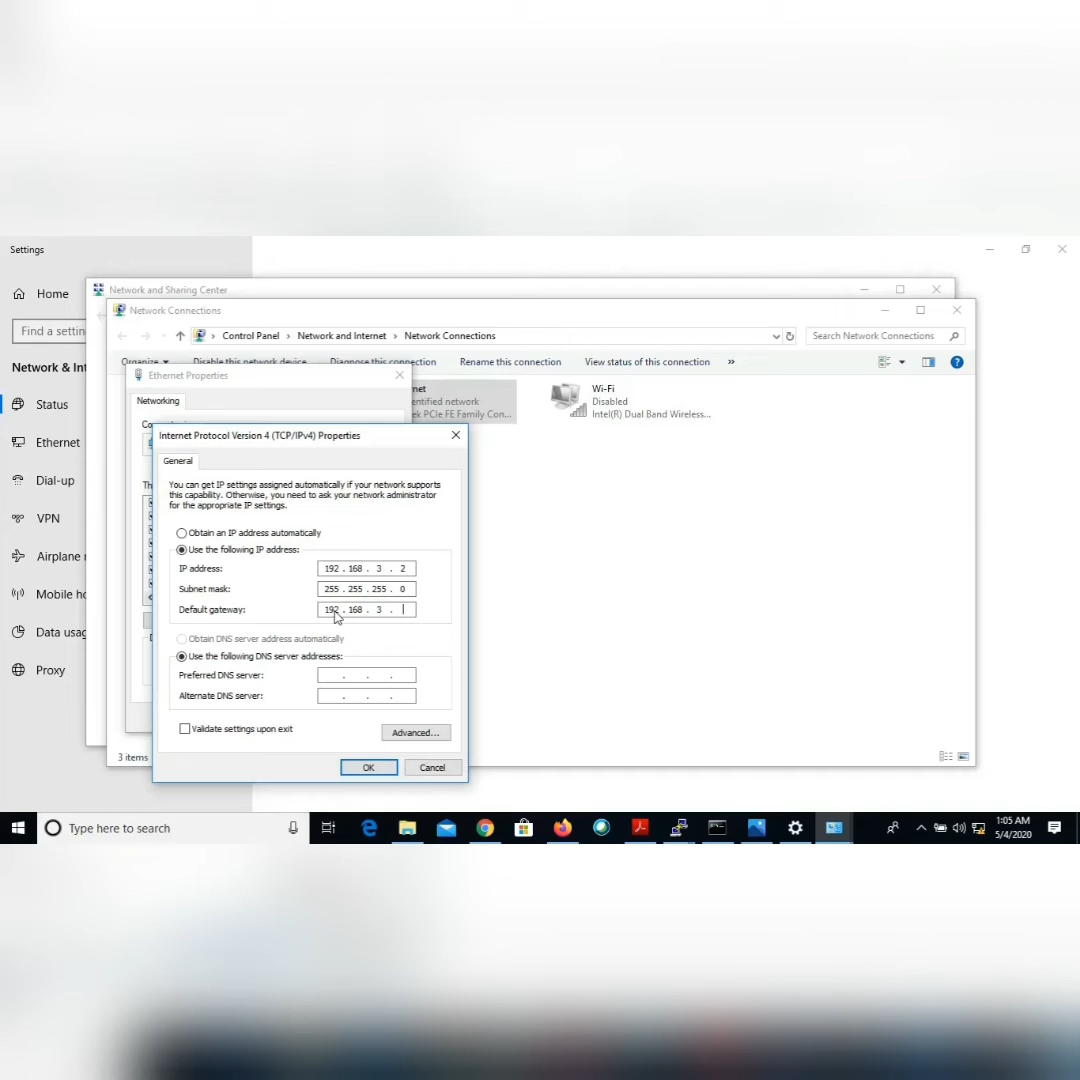 Settings
Home
Find a settin
Network & Int
Status
Ethernet
Dial-up
VPN
Airplane
Mobile ho
Data usag
Proxy
Network and Sharing Center
Network Connections
Control Panel › Network and Internet › Network Connections
Search Network Connections
Organize
Disable this network device
Diagnose this connection
Rename this connection
View status of this connection
»
net
entified network
ek PCIe FE Family Con...
Wi-Fi
Disabled
Intel(R) Dual Band Wireless...
3 items
Ethernet Properties
Networking
Co
Th
Internet Protocol Version 4 (TCP/IPv4) Properties
General
You can get IP settings assigned automatically if your network supports
this capability. Otherwise, you need to ask your network administrator
for the appropriate IP settings.
Obtain an IP address automatically
Use the following IP address:
IP address: 192 . 168 . 3 . 2
Subnet mask: 255 . 255 . 255 . 0
Default gateway: 192 . 168 . 3 .
Obtain DNS server address automatically
Use the following DNS server addresses:
Preferred DNS server: . . .
Alternate DNS server: . . .
Validate settings upon exit
Advanced...
OK
Cancel
Type here to search
1:05 AM
5/4/2020